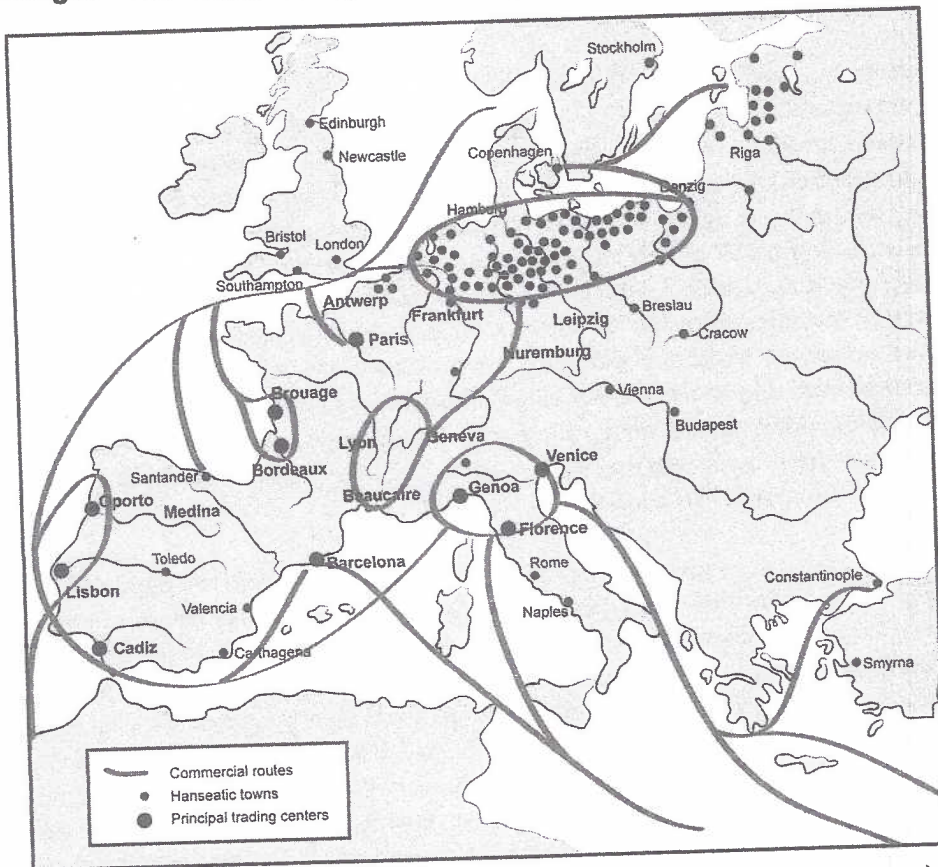 Stockholm
Edinburgh
Newcastle
Copenhagen
Riga
Danzig
Hamburg
Bristol
London
Southampton
Antwerp
Frankfurt
Leipzig
Breslau
Cracow
Paris
Nuremburg
Vienna
Budapest
Brouage
Lyon
Geneva
Bordeaux
Venice
Santander
Beaucaire
Genoa
Oporto
Medina
Florence
Toledo
Barcelona
Rome
Constantinople
Lisbon
Valencia
Naples
Cadiz
Carthagena
Smyrna
Commercial routes
Hanseatic towns
Principal trading centers